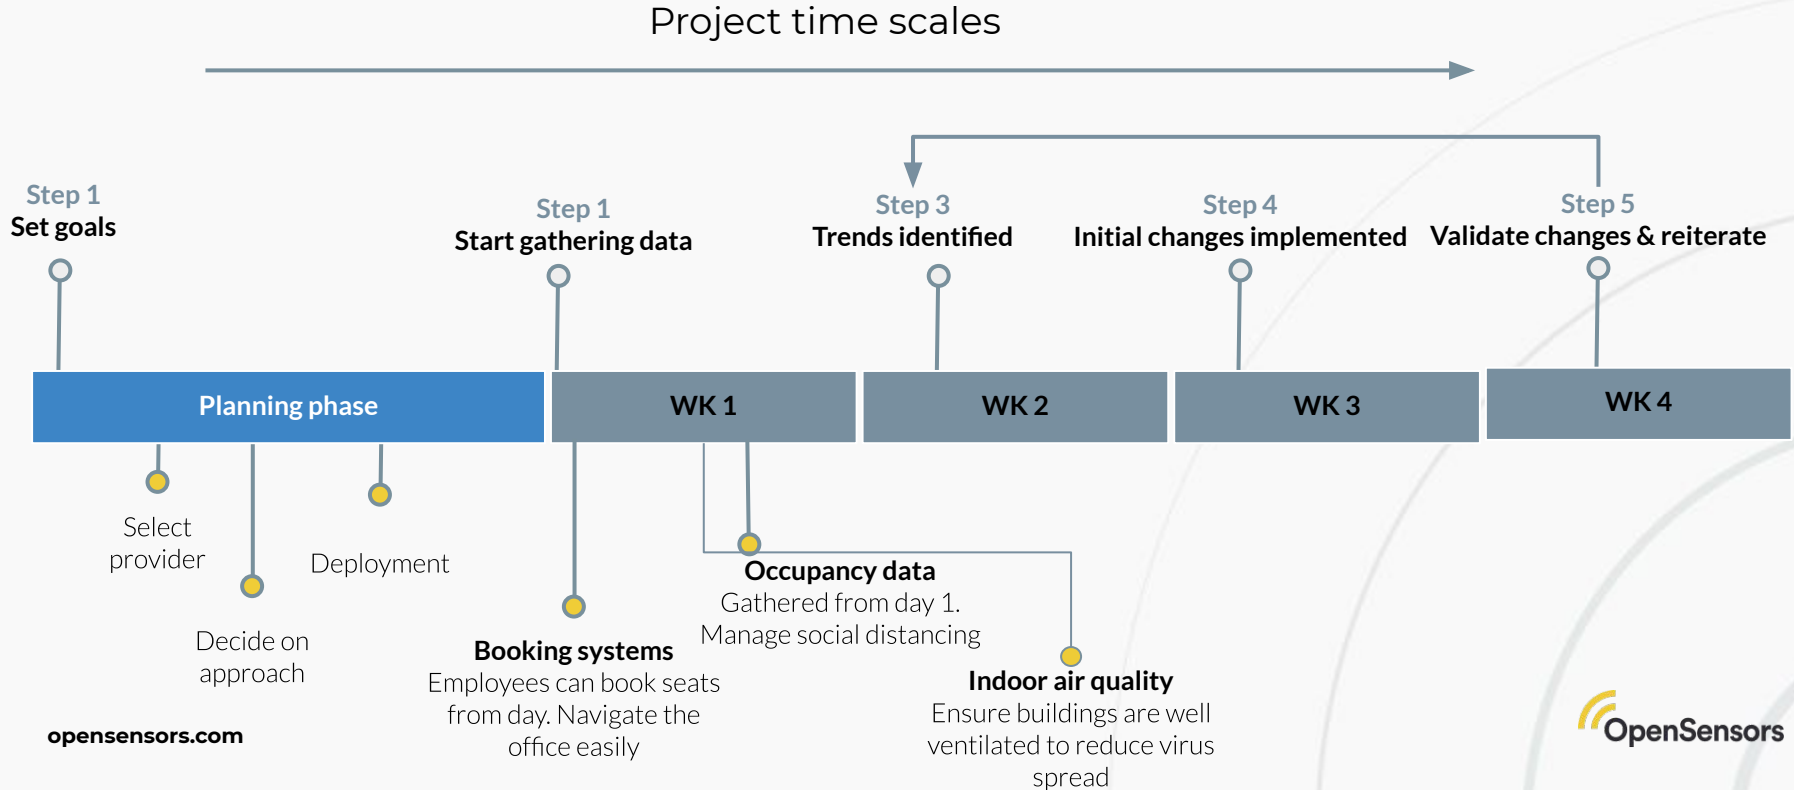 Project time scales
Step 1
Set goals
Step 1
Start gathering data
Step 3
Trends identified
Step 4
Initial changes implemented
Step 5
Validate changes & reiterate
Planning phase
WK 1
WK 2
WK 3
WK 4
Select
provider
Decide on
approach
Deployment
Booking systems
Employees can book seats
from day. Navigate the
office easily
Occupancy data
Gathered from day 1.
Manage social distancing
Indoor air quality
Ensure buildings are well
ventilated to reduce virus
spread
opensensors.com
OpenSensors